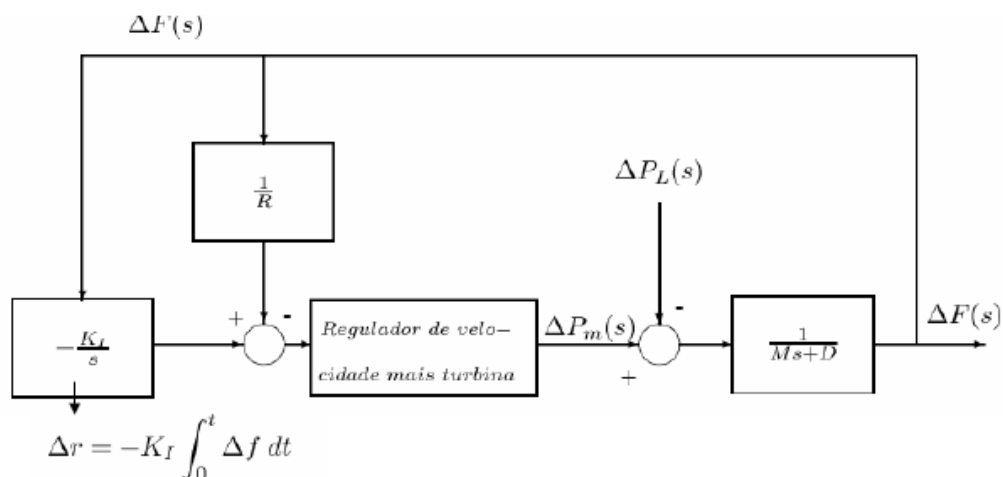 ΔF(s)
1/R
ΔP_L(s)
+
-
-
-K_I/s
Regulador de velo-
cidade mais turbina
ΔP_m(s)
+
1/(Ms+D)
ΔF(s)
Δr = -K_I ∫_0^t Δf dt